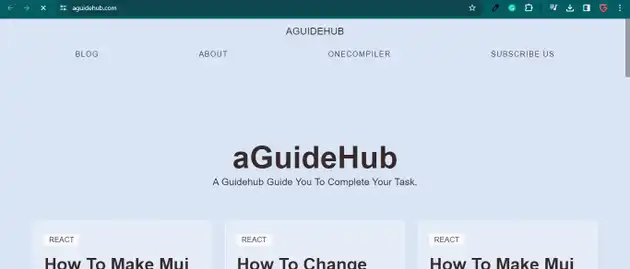 aguidehub.com
AGUIDEHUB
BLOG ABOUT ONECOMPILER SUBSCRIBE US
aGuideHub
A Guidehub Guide You To Complete Your Task.
REACT REACT REACT
How To Make Mui How To Change How To Make Mui